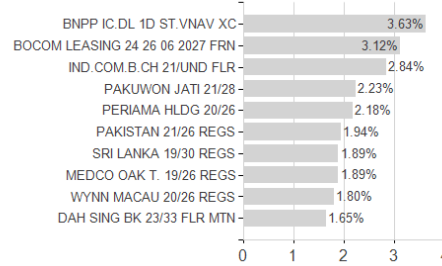 BNPP IC.DL 1D ST.VNAV XC 3.63%
BOCOM LEASING 24 26 06 2027 FRN 3.12%
IND.COM.B.CH 21/UND FLR 2.84%
PAKUWON JATI 21/28 2.23%
PERIAMA HLDG 20/26 2.18%
PAKISTAN 21/26 REGS 1.94%
SRI LANKA 19/30 REGS 1.89%
MEDCO OAK T. 19/26 REGS 1.89%
WYNN MACAU 20/26 REGS 1.80%
DAH SING BK 23/33 FLR MTN 1.65%
0 1 2 3